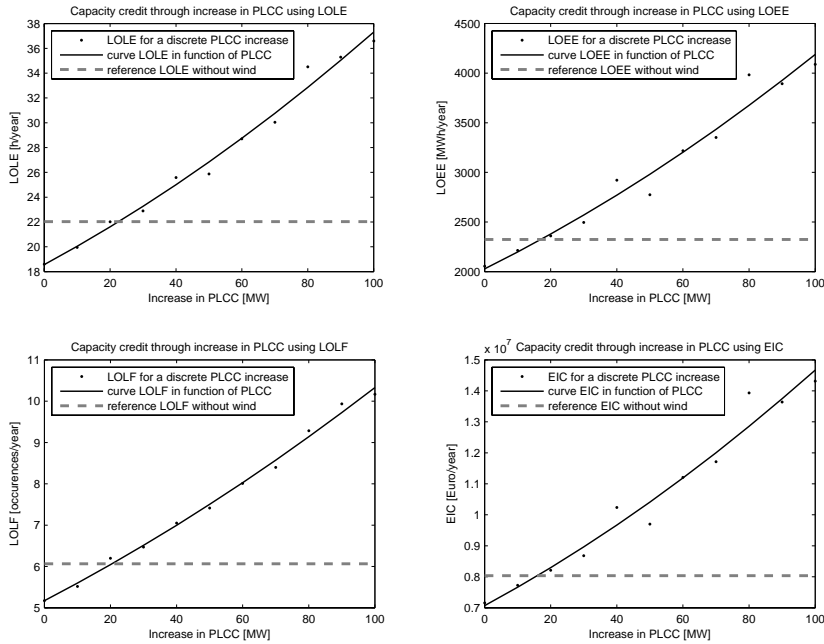 Capacity credit through increase in PLCC using LOLE
38
36
34
32
30
28
26
24
22
20
18
LOLE [h/year]
LOLE for a discrete PLCC increase
curve LOLE in function of PLCC
reference LOLE without wind
0 20 40 60 80 100
Increase in PLCC [MW]
Capacity credit through increase in PLCC using LOEE
4500
4000
3500
3000
2500
2000
LOEE [MWh/year]
LOEE for a discrete PLCC increase
curve LOEE in function of PLCC
reference LOEE without wind
0 20 40 60 80 100
Increase in PLCC [MW]
Capacity credit through increase in PLCC using LOLF
11
10
9
8
7
6
5
LOLF [occurences/year]
LOLF for a discrete PLCC increase
curve LOLF in function of PLCC
reference LOLF without wind
0 20 40 60 80 100
Increase in PLCC [MW]
x 10^7
Capacity credit through increase in PLCC using EIC
1.5
1.4
1.3
1.2
1.1
1
0.9
0.8
0.7
EIC [Euro/year]
EIC for a discrete PLCC increase
curve EIC in function of PLCC
reference EIC without wind
0 20 40 60 80 100
Increase in PLCC [MW]